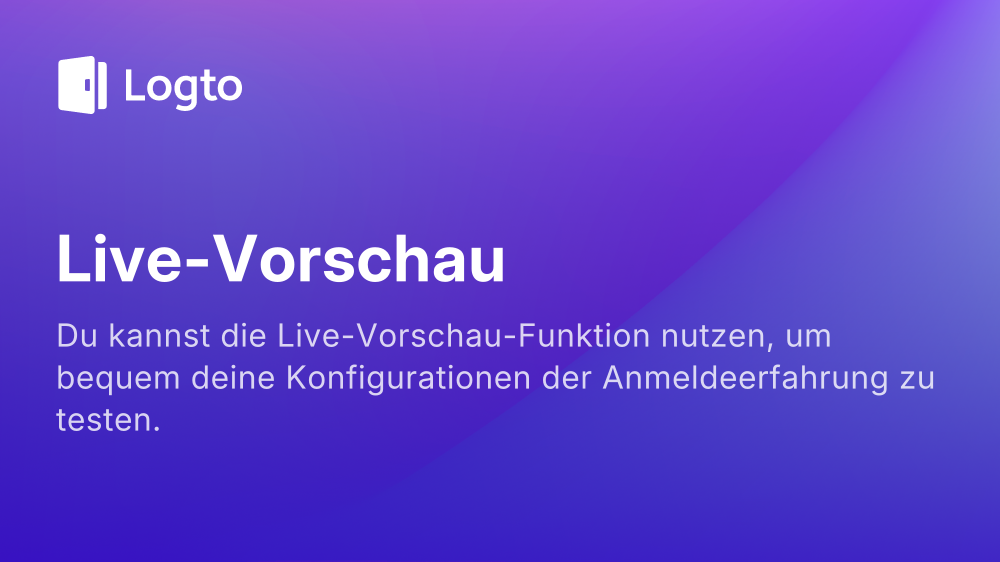 Logto
Live-Vorschau
Du kannst die Live-Vorschau-Funktion nutzen, um
bequem deine Konfigurationen der Anmeldeerfahrung zu
testen.